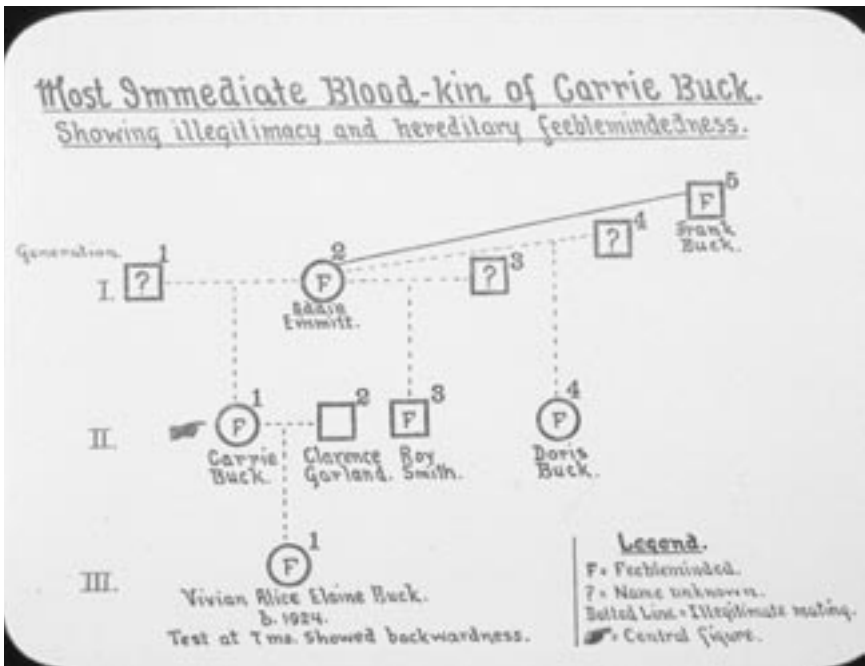 Most Immediate Blood-kin of Carrie Buck.
Showing illegitimacy and hereditary feeblemindedness.
5
F
Frank
Buck.
4
?
Generation.
1
?
2
F
Addie
Emmitt.
3
?
I.
II.
1
F
Carrie
Buck.
2
Clarence
Garland.
3
F
Roy
Smith.
4
F
Doris
Buck.
III.
1
F
Vivian Alice Elaine Buck.
b. 1924.
Test at 7 mo. Showed backwardness.
Legend.
F = Feebleminded.
? = Name unknown.
Dotted Line = Illegitimate mating.
= Central figure.